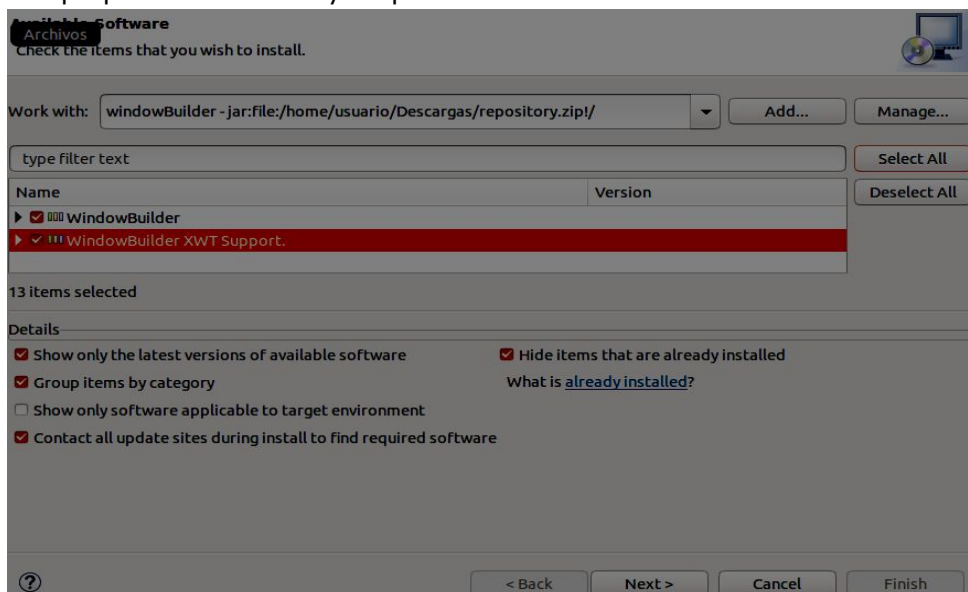 Available Software
Archivos
Check the items that you wish to install.
Work with: windowBuilder - jar:file:/home/usuario/Descargas/repository.zip!/ Add... Manage...
type filter text Select All
Name Version Deselect All
WindowBuilder
WindowBuilder XWT Support.
13 items selected
Details
Show only the latest versions of available software Hide items that are already installed
Group items by category What is already installed?
Show only software applicable to target environment
Contact all update sites during install to find required software
? < Back Next > Cancel Finish